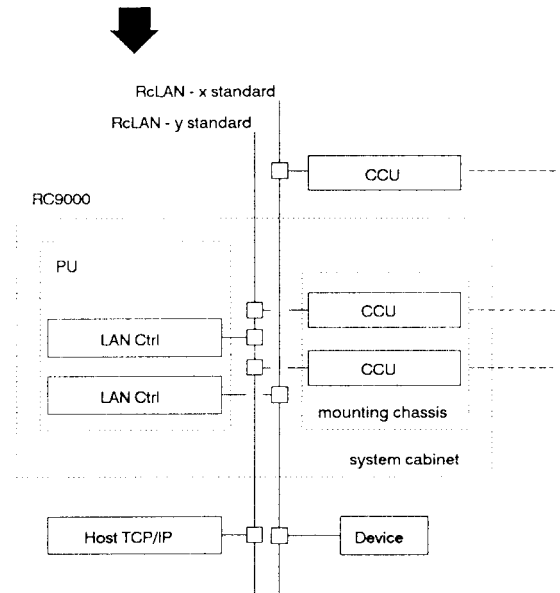 RcLAN - x standard
RcLAN - y standard
CCU
RC9000
PU
CCU
LAN Ctrl
CCU
LAN Ctrl
mounting chassis
system cabinet
Host TCP/IP
Device